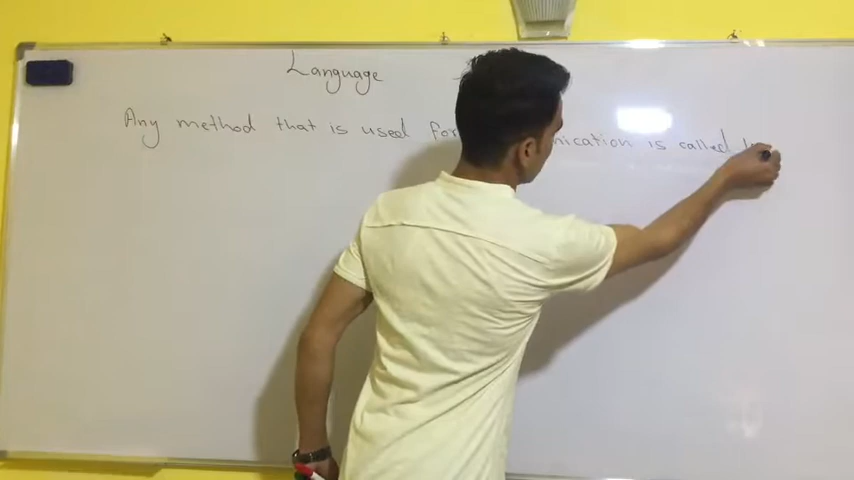 Language
Any method that is used for nication is called